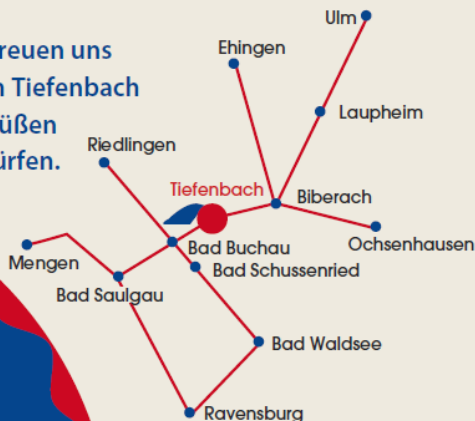 Ulm
reuen uns
Ehingen
n Tiefenbach
Laupheim
üßen
Riedlingen
ürfen.
Tiefenbach
Biberach
Ochsenhausen
Bad Buchau
Mengen
Bad Schussenried
Bad Saulgau
Bad Waldsee
Ravensburg